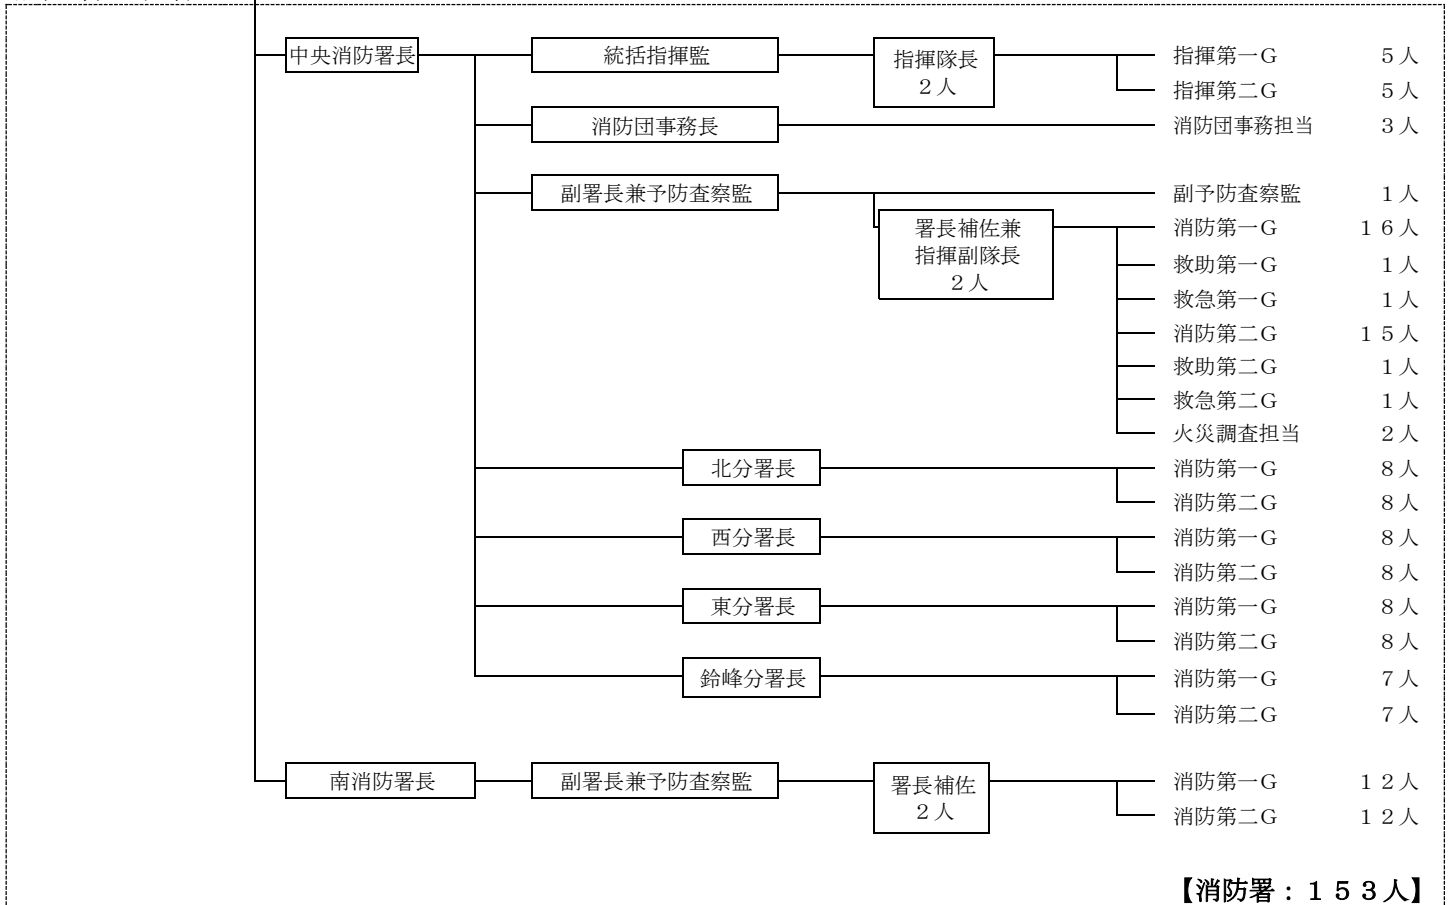 中央消防署長
統括指揮監
指揮隊長
２人
指揮第一G ５人
指揮第二G ５人
消防団事務長
消防団事務担当 ３人
副署長兼予防査察監
副予防査察監 １人
署長補佐兼
指揮副隊長
２人
消防第一G １６人
救助第一G １人
救急第一G １人
消防第二G １５人
救助第二G １人
救急第二G １人
火災調査担当 ２人
北分署長
消防第一G ８人
消防第二G ８人
西分署長
消防第一G ８人
消防第二G ８人
東分署長
消防第一G ８人
消防第二G ８人
鈴峰分署長
消防第一G ７人
消防第二G ７人
南消防署長
副署長兼予防査察監
署長補佐
２人
消防第一G １２人
消防第二G １２人
【消防署：１５３人】